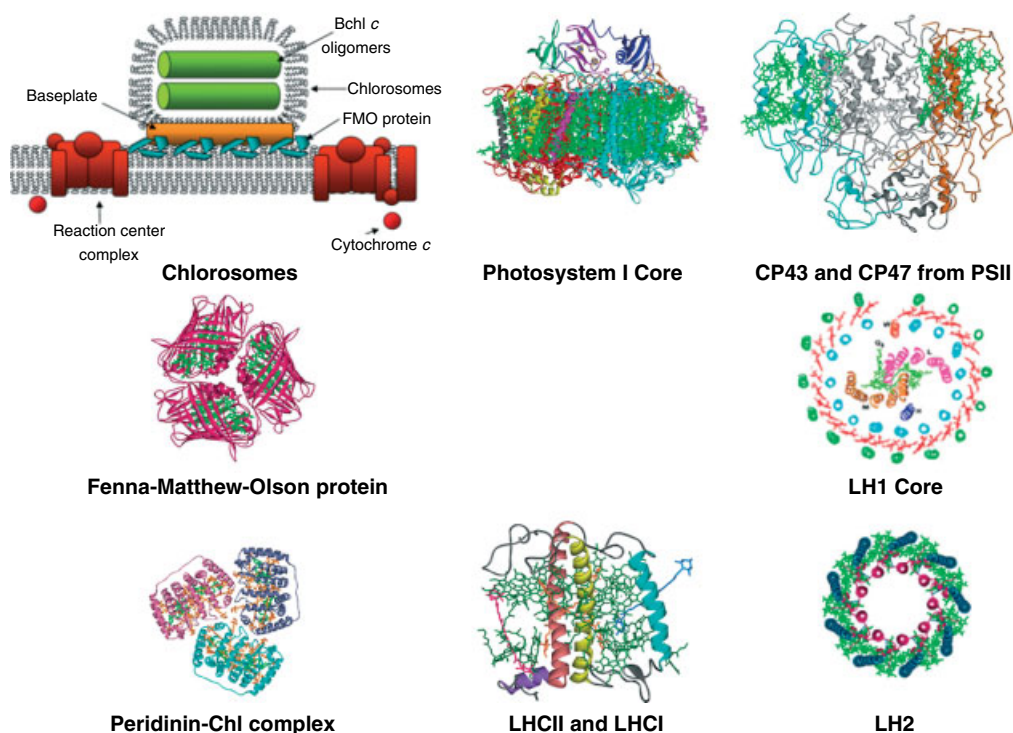 Bchl c
oligomers
Baseplate
Chlorosomes
FMO protein
Reaction center
complex
Cytochrome c
Chlorosomes
Photosystem I Core
CP43 and CP47 from PSII
Fenna-Matthew-Olson protein
LH1 Core
Peridinin-Chl complex
LHCII and LHCI
LH2